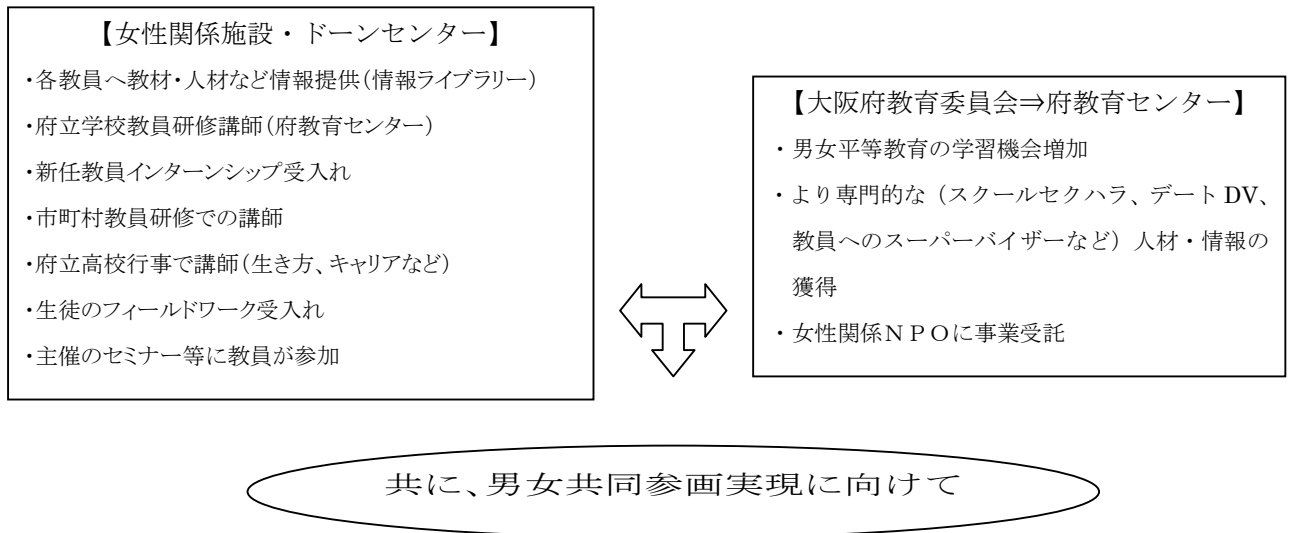 【女性関係施設・ドーンセンター】
・各教員へ教材・人材など情報提供(情報ライブラリー)
・府立学校教員研修講師(府教育センター)
・新任教員インターンシップ受入れ
・市町村教員研修での講師
・府立高校行事で講師(生き方、キャリアなど)
・生徒のフィールドワーク受入れ
・主催のセミナー等に教員が参加
【大阪府教育委員会⇒府教育センター】
・男女平等教育の学習機会増加
・より専門的な（スクールセクハラ、デート DV、
教員へのスーパーバイザーなど）人材・情報の
獲得
・女性関係ＮＰＯに事業受託
共に、男女共同参画実現に向けて